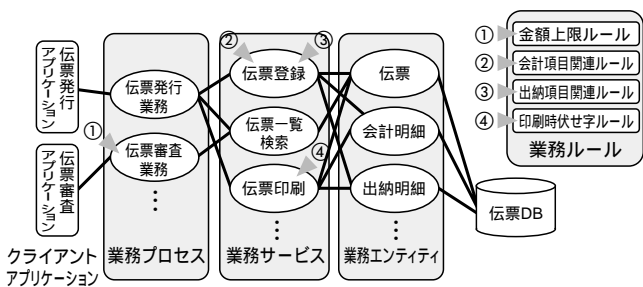 伝票発行
アプリケーション
伝票審査
アプリケーション
クライアント
アプリケーション
伝票発行
業務
①
伝票審査
業務
⋮
業務プロセス
②
③
伝票登録
伝票一覧
検索
④
伝票印刷
⋮
業務サービス
伝票
会計明細
出納明細
⋮
業務エンティティ
伝票DB
① 金額上限ルール
② 会計項目関連ルール
③ 出納項目関連ルール
④ 印刷時伏せ字ルール
業務ルール